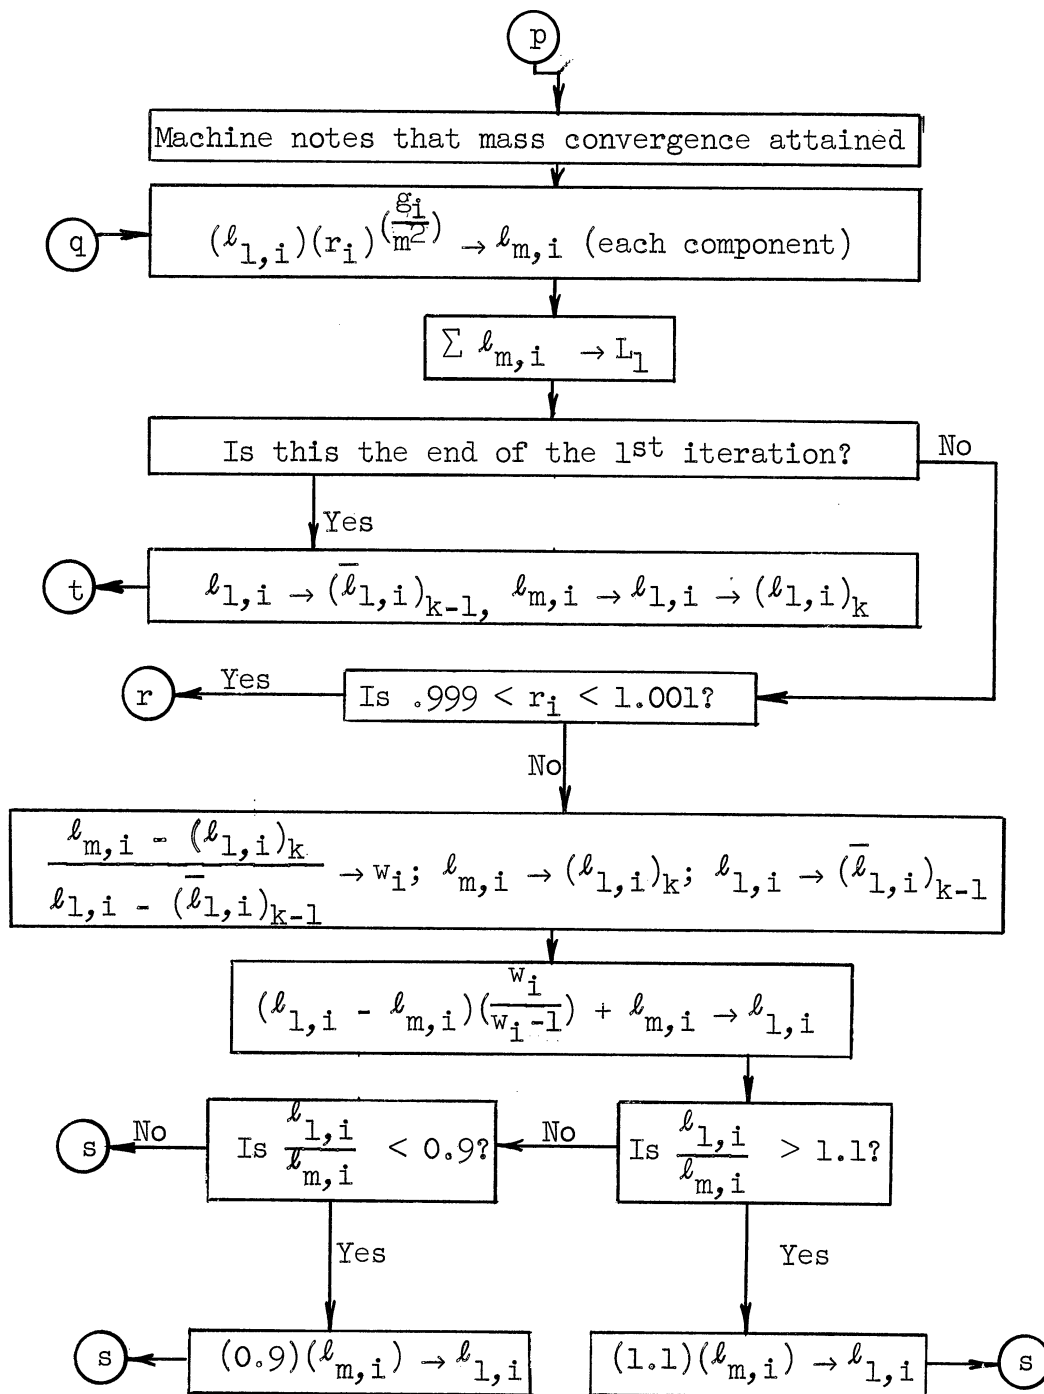 p
Machine notes that mass convergence attained
q
(ℓ₁,ᵢ)(rᵢ)^(gᵢ/m²) → ℓm,i (each component)
Σ ℓm,i → L₁
Is this the end of the 1st iteration?
No
Yes
t
ℓ₁,i → (ℓ̅₁,i)k-1, ℓm,i → ℓ₁,i → (ℓ₁,i)k
r
Yes
Is .999 < rᵢ < 1.001?
No
ℓm,i - (ℓ₁,i)k / ℓ₁,i - (ℓ̅₁,i)k-1 → wᵢ; ℓm,i → (ℓ₁,i)k; ℓ₁,i → (ℓ̅₁,i)k-1
(ℓ₁,i - ℓm,i)(wᵢ/wᵢ-1) + ℓm,i → ℓ₁,i
s
No
Is ℓ₁,i/ℓm,i < 0.9?
No
Is ℓ₁,i/ℓm,i > 1.1?
Yes
Yes
s
(0.9)(ℓm,i) → ℓ₁,i
(1.1)(ℓm,i) → ℓ₁,i
s